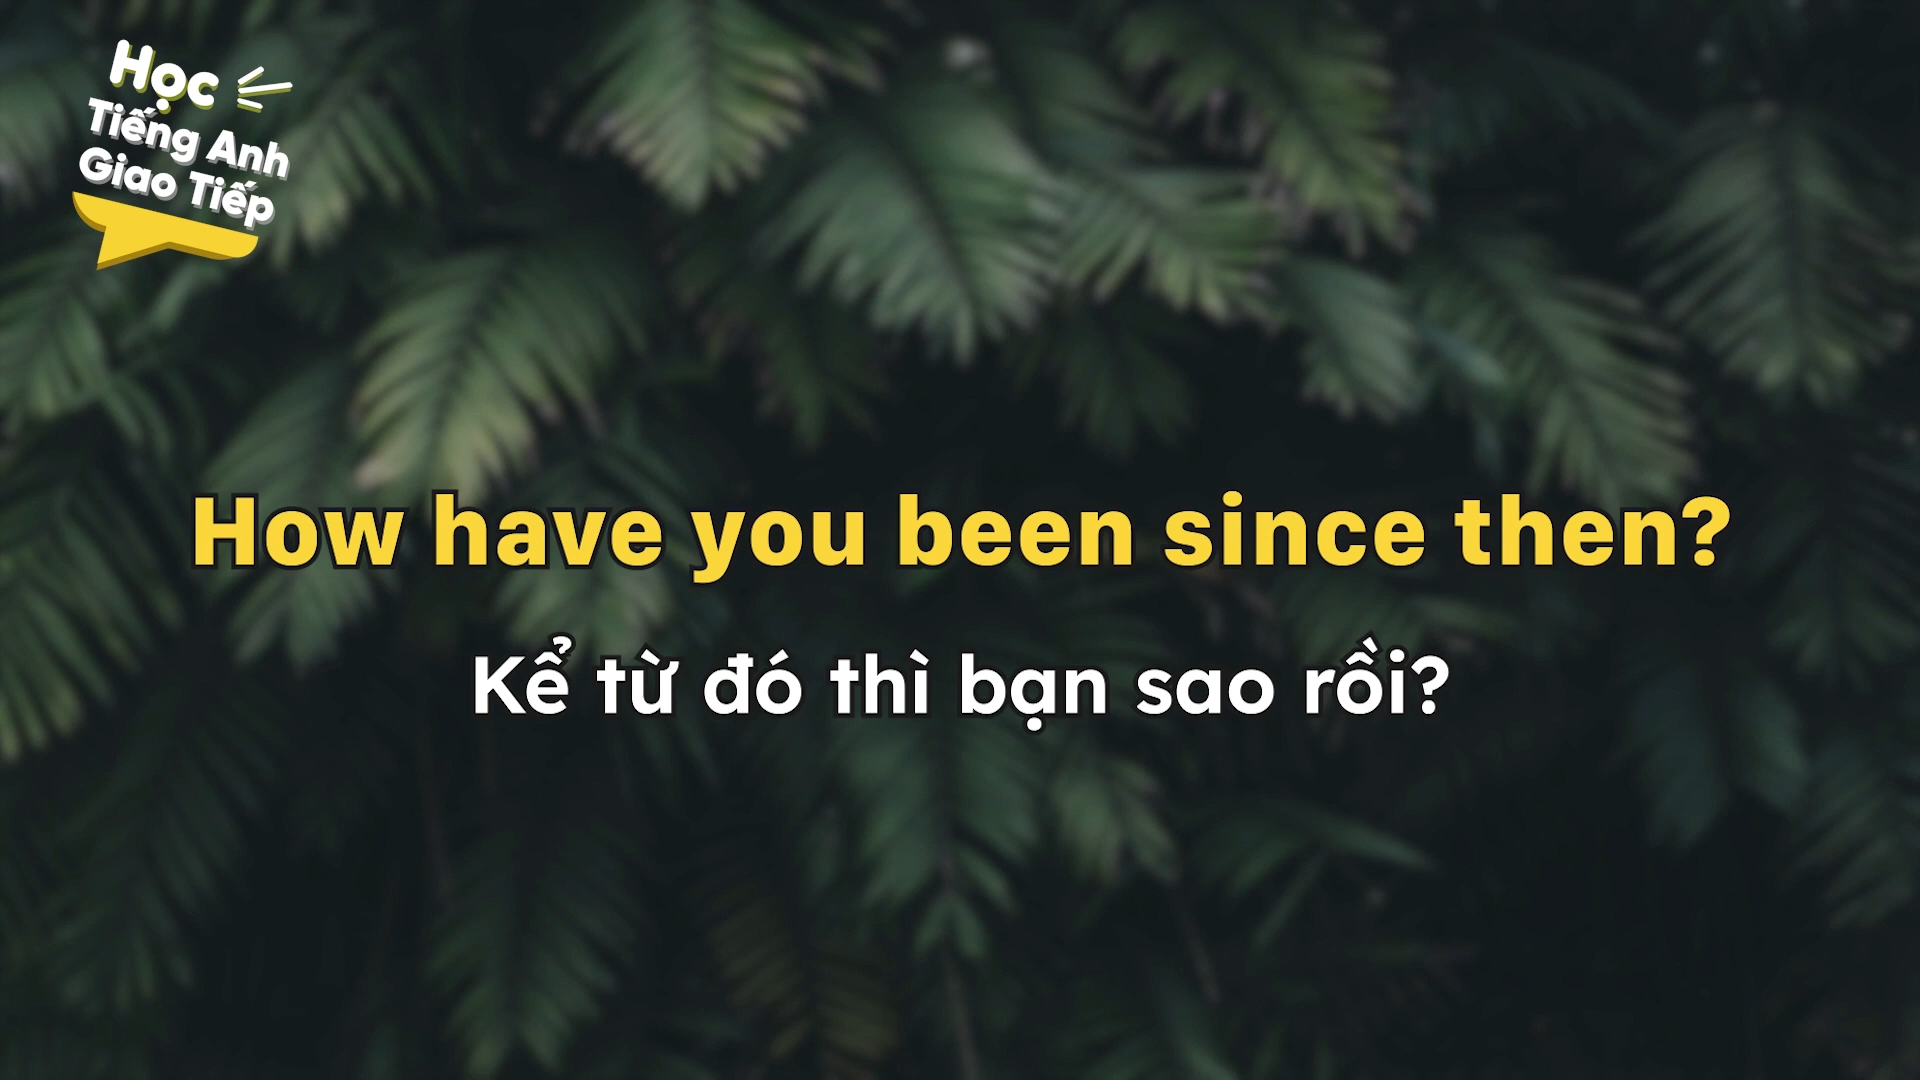 Học
Tiếng Anh
Giao Tiếp
How have you been since then?
Kể từ đó thì bạn sao rồi?